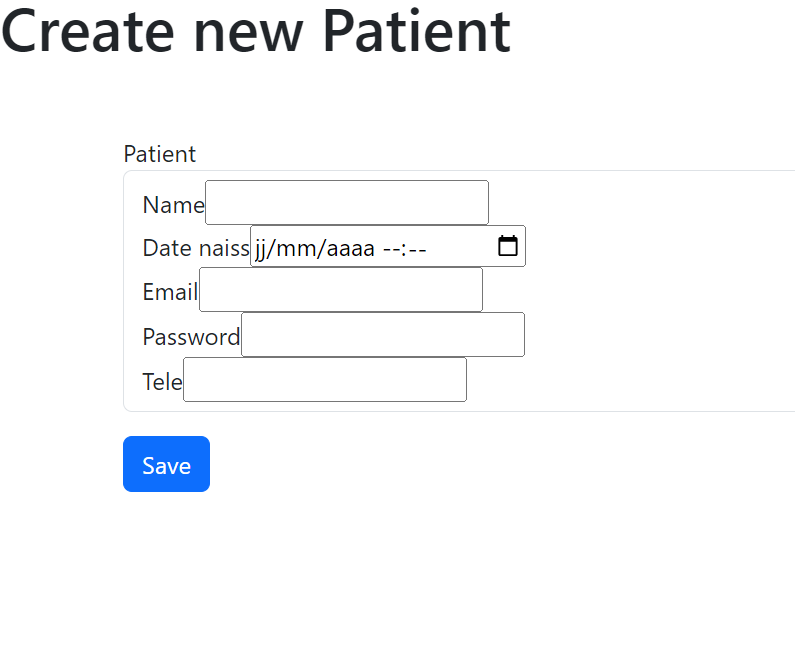 Create new Patient
Patient
Name
Date naiss jj/mm/aaaa --:--
Email
Password
Tele
Save